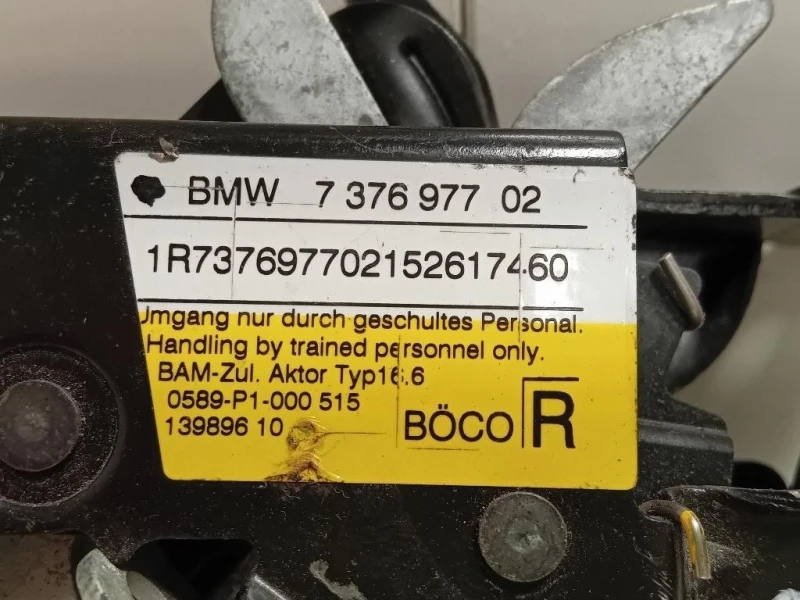 BMW 7 376 977 02
1R737697702152617460
Umgang nur durch geschultes Personal.
Handling by trained personnel only.
BAM-Zul. Aktor Typ16.6
0589-P1-000 515
139896 10
BÖCO R